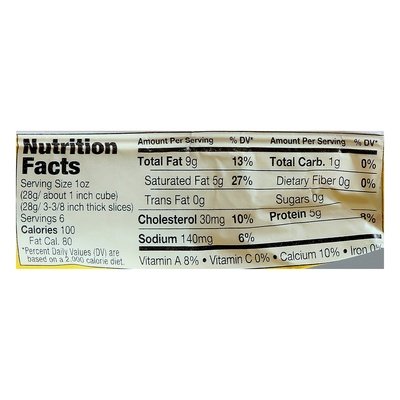 Nutrition
Facts
Serving Size 1oz
(28g/ about 1 inch cube)
(28g/ 3-3/8 inch thick slices)
Servings 6
Calories 100
Fat Cal. 80
*Percent Daily Values (DV) are
based on a 2,000 calorie diet.
Amount Per Serving % DV*
Total Fat 9g 13%
Saturated Fat 5g 27%
Trans Fat 0g
Cholesterol 30mg 10%
Sodium 140mg 6%
Amount Per Serving % DV*
Total Carb. 1g 0%
Dietary Fiber 0g 0%
Sugars 0g
Protein 5g 8%
Vitamin A 8% • Vitamin C 0% • Calcium 10% • Iron 0%